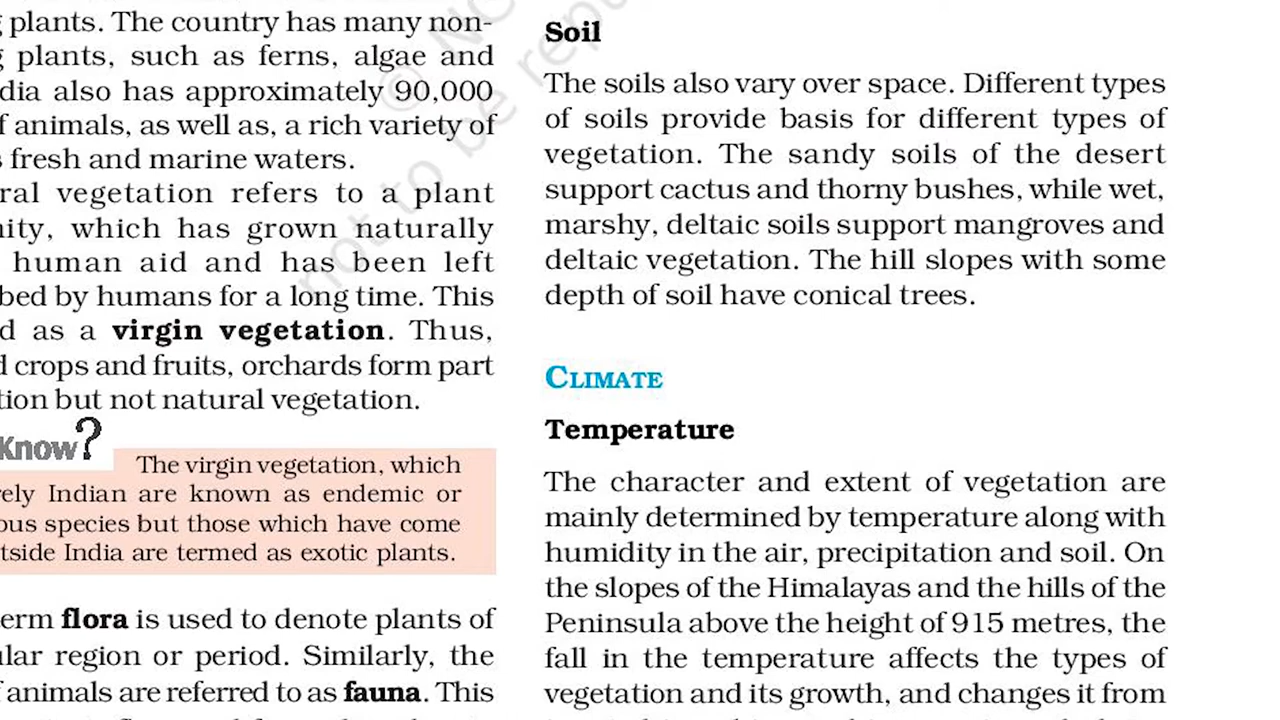 plants. The country has many non-
plants, such as ferns, algae and
dia also has approximately 90,000
f animals, as well as, a rich variety of
s fresh and marine waters.
ral vegetation refers to a plant
nity, which has grown naturally
human aid and has been left
bed by humans for a long time. This
d as a virgin vegetation. Thus,
d crops and fruits, orchards form part
tion but not natural vegetation.
Know?
The virgin vegetation, which
rely Indian are known as endemic or
ous species but those which have come
tside India are termed as exotic plants.
erm flora is used to denote plants of
ular region or period. Similarly, the
f animals are referred to as fauna. This
Soil
The soils also vary over space. Different types
of soils provide basis for different types of
vegetation. The sandy soils of the desert
support cactus and thorny bushes, while wet,
marshy, deltaic soils support mangroves and
deltaic vegetation. The hill slopes with some
depth of soil have conical trees.
CLIMATE
Temperature
The character and extent of vegetation are
mainly determined by temperature along with
humidity in the air, precipitation and soil. On
the slopes of the Himalayas and the hills of the
Peninsula above the height of 915 metres, the
fall in the temperature affects the types of
vegetation and its growth, and changes it from
not to be rep